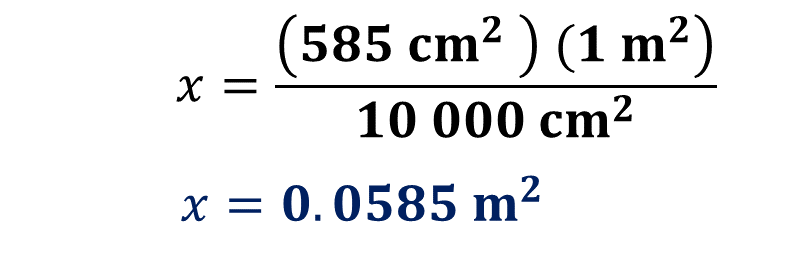 x = (585 cm²) (1 m²)
10 000 cm²
x = 0.0585 m²